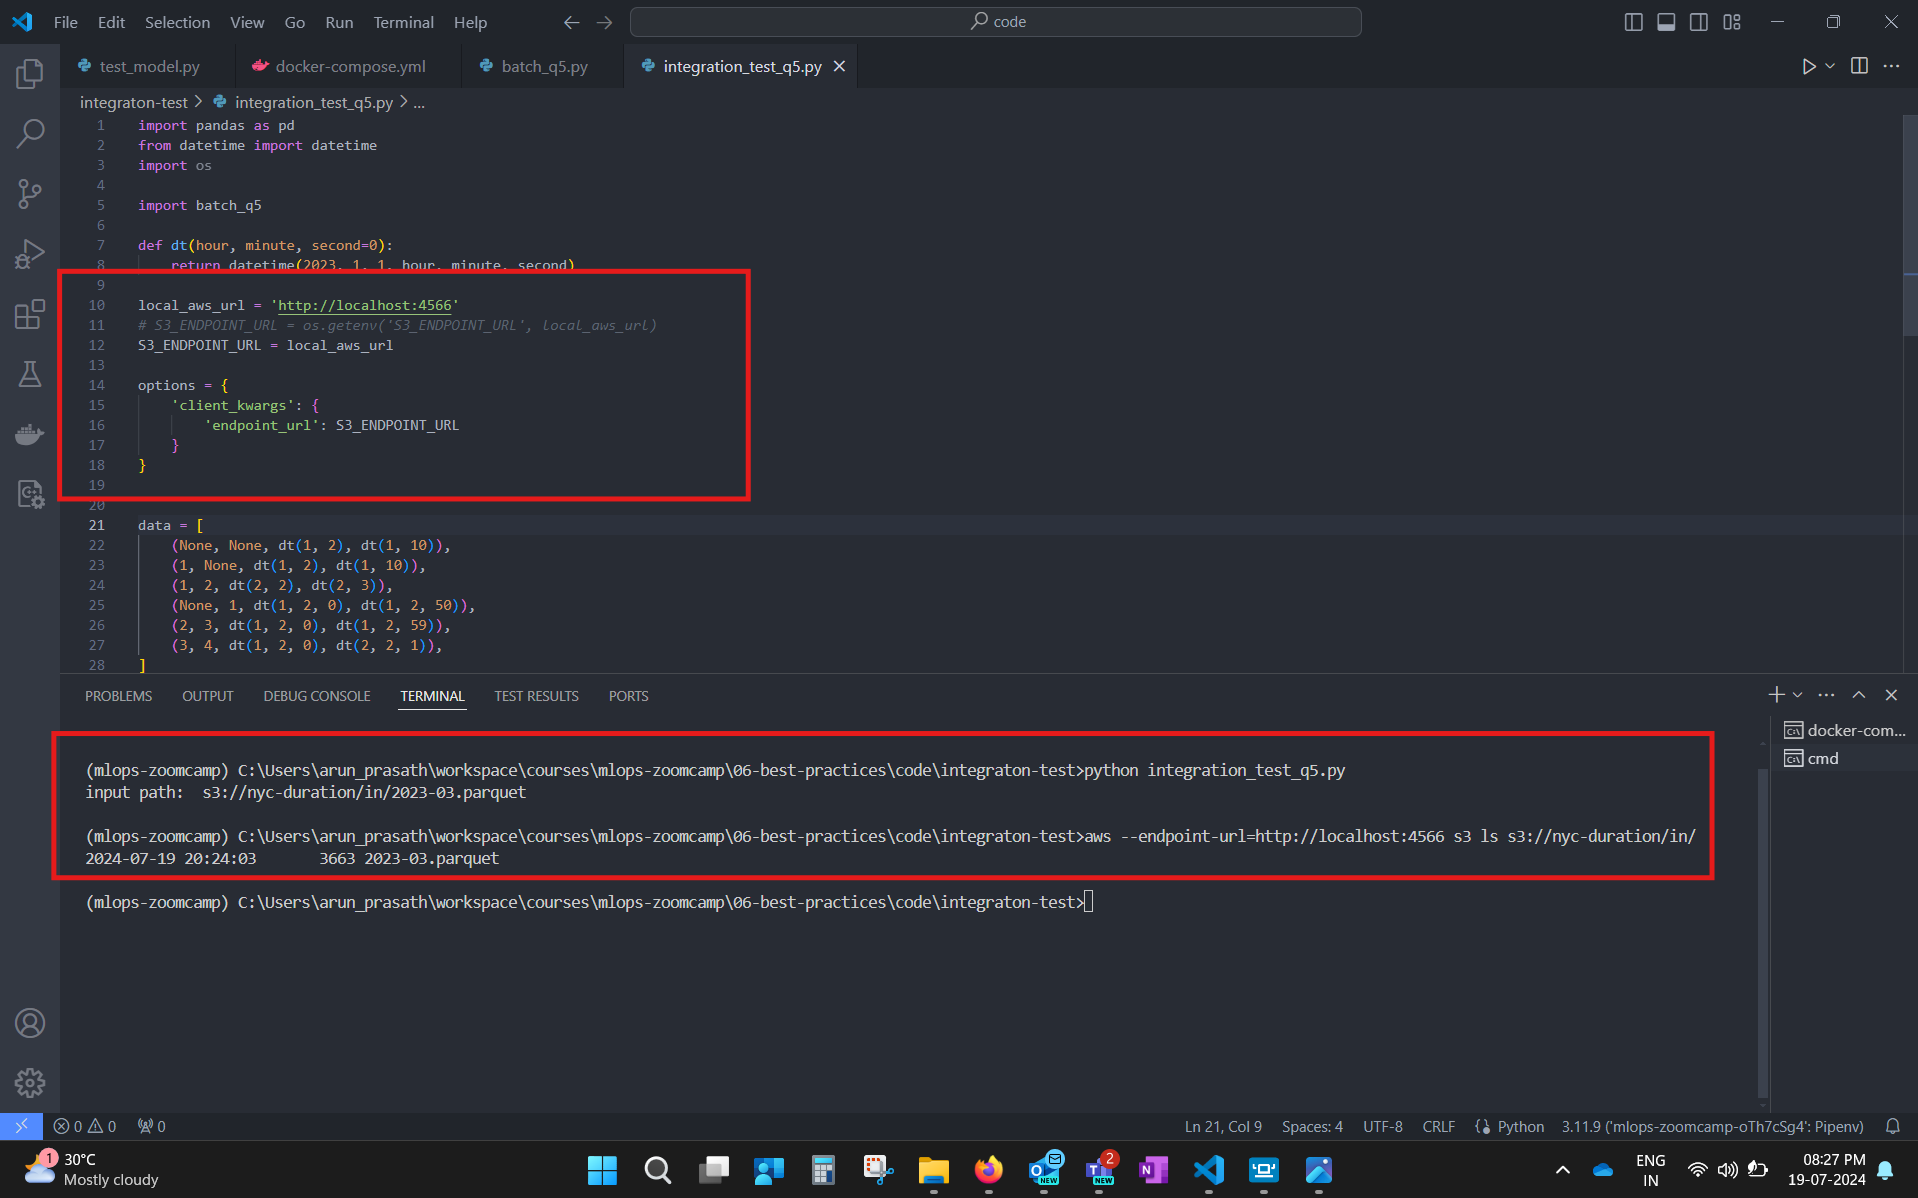 File Edit Selection View Go Run Terminal Help
code
test_model.py docker-compose.yml batch_q5.py integration_test_q5.py
integraton-test > integration_test_q5.py > ...
1 import pandas as pd
2 from datetime import datetime
3 import os
4
5 import batch_q5
6
7 def dt(hour, minute, second=0):
8 return datetime(2023, 1, 1, hour, minute, second)
9
10 local_aws_url = 'http://localhost:4566'
11 # S3_ENDPOINT_URL = os.getenv('S3_ENDPOINT_URL', local_aws_url)
12 S3_ENDPOINT_URL = local_aws_url
13
14 options = {
15 'client_kwargs': {
16 'endpoint_url': S3_ENDPOINT_URL
17 }
18 }
19
20
21 data = [
22 (None, None, dt(1, 2), dt(1, 10)),
23 (1, None, dt(1, 2), dt(1, 10)),
24 (1, 2, dt(2, 2), dt(2, 3)),
25 (None, 1, dt(1, 2, 0), dt(1, 2, 50)),
26 (2, 3, dt(1, 2, 0), dt(1, 2, 59)),
27 (3, 4, dt(1, 2, 0), dt(2, 2, 1)),
28 ]
PROBLEMS OUTPUT DEBUG CONSOLE TERMINAL TEST RESULTS PORTS
docker-com...
cmd
(mlops-zoomcamp) C:\Users\arun_prasath\workspace\courses\mlops-zoomcamp\06-best-practices\code\integraton-test>python integration_test_q5.py
input path:  s3://nyc-duration/in/2023-03.parquet
(mlops-zoomcamp) C:\Users\arun_prasath\workspace\courses\mlops-zoomcamp\06-best-practices\code\integraton-test>aws --endpoint-url=http://localhost:4566 s3 ls s3://nyc-duration/in/
2024-07-19 20:24:03 3663 2023-03.parquet
(mlops-zoomcamp) C:\Users\arun_prasath\workspace\courses\mlops-zoomcamp\06-best-practices\code\integraton-test>
0 0 0 Ln 21, Col 9 Spaces: 4 UTF-8 CRLF Python 3.11.9 ('mlops-zoomcamp-oTh7cSg4': Pipenv)
1 30°C
Mostly cloudy
NEW
2
NEW
ENG
IN
08:27 PM
19-07-2024